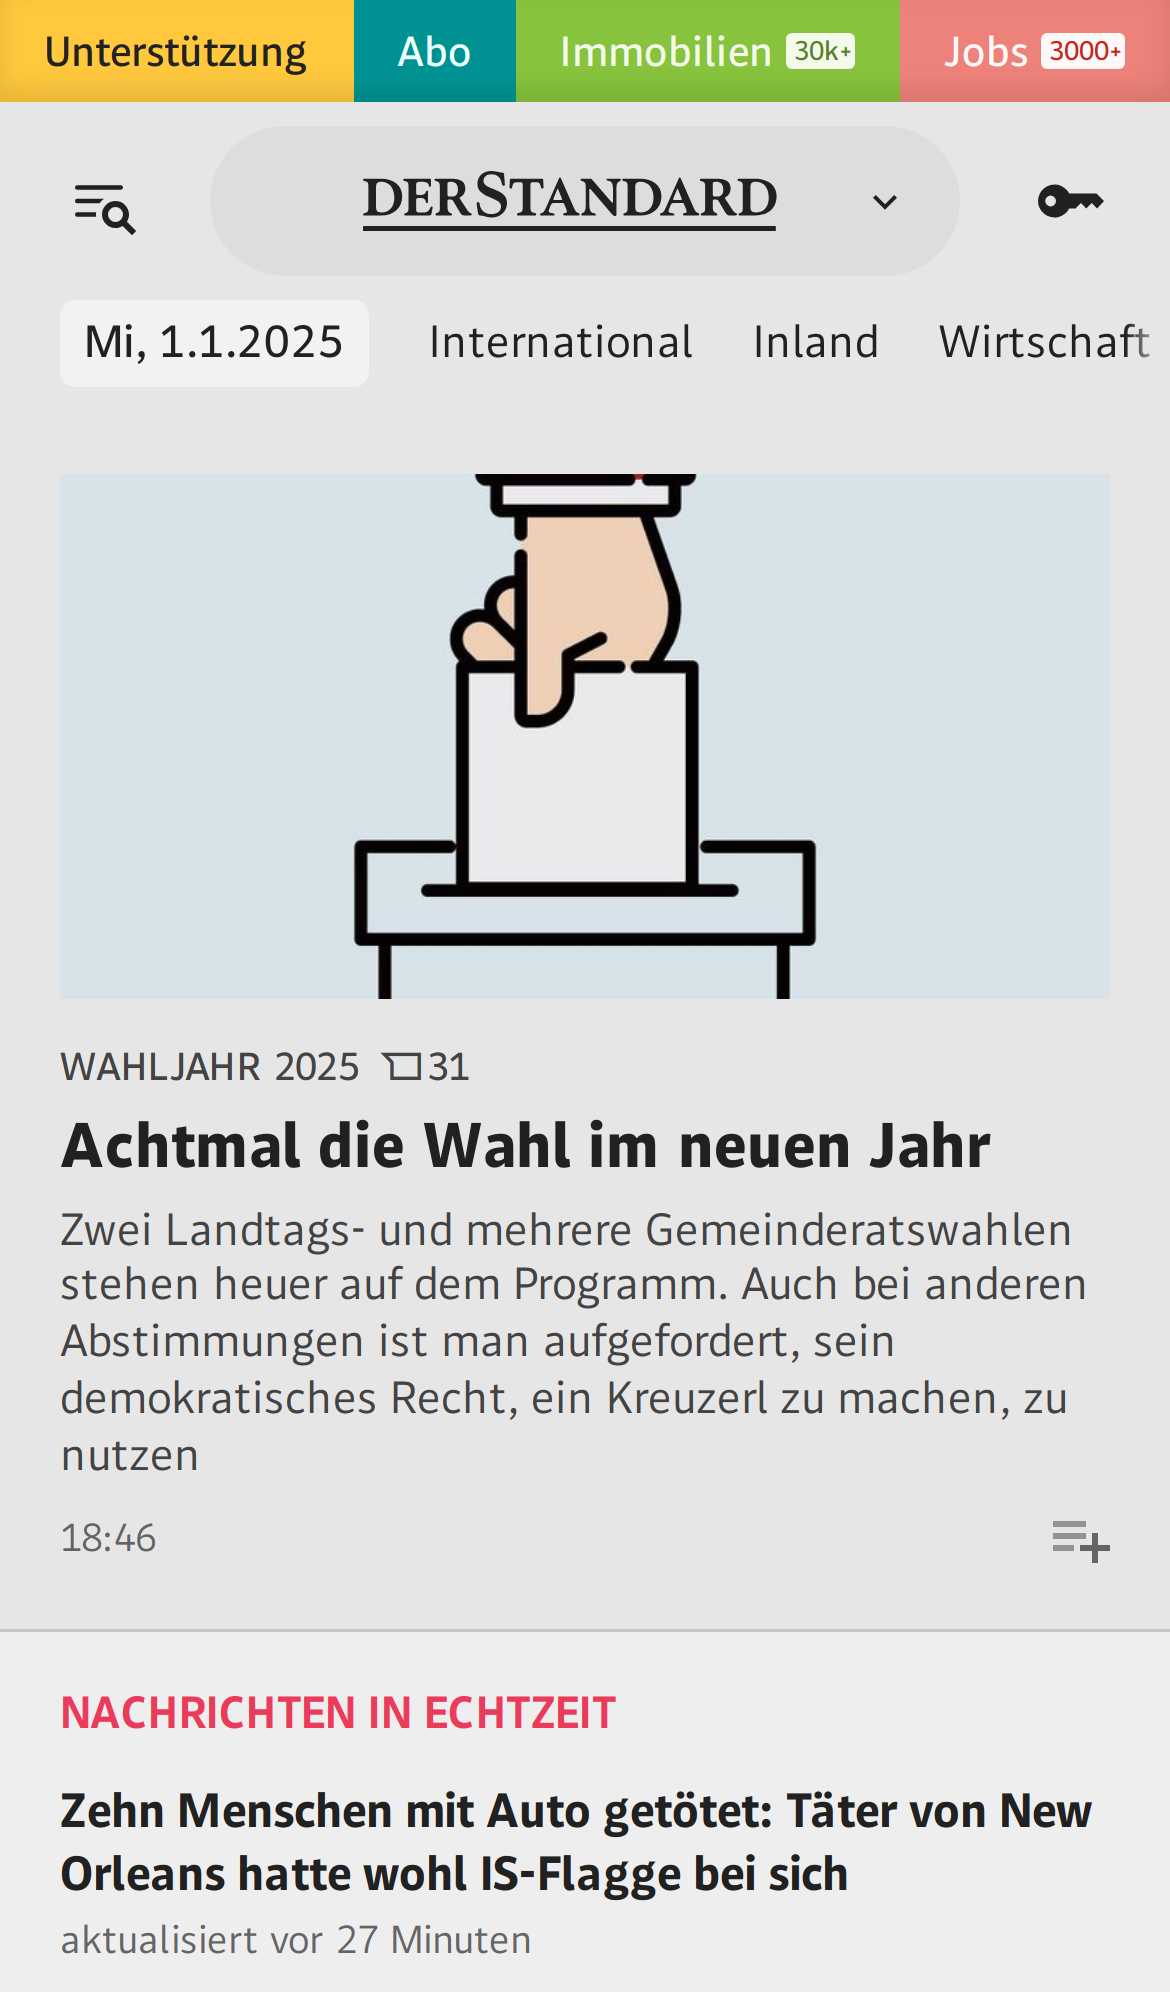 Unterstützung Abo Immobilien 30k+ Jobs 3000+
DERSTANDARD
Mi, 1.1.2025 International Inland Wirtschaft
WAHLJAHR 2025 31
Achtmal die Wahl im neuen Jahr
Zwei Landtags- und mehrere Gemeinderatswahlen
stehen heuer auf dem Programm. Auch bei anderen
Abstimmungen ist man aufgefordert, sein
demokratisches Recht, ein Kreuzerl zu machen, zu
nutzen
18:46
NACHRICHTEN IN ECHTZEIT
Zehn Menschen mit Auto getötet: Täter von New
Orleans hatte wohl IS-Flagge bei sich
aktualisiert vor 27 Minuten